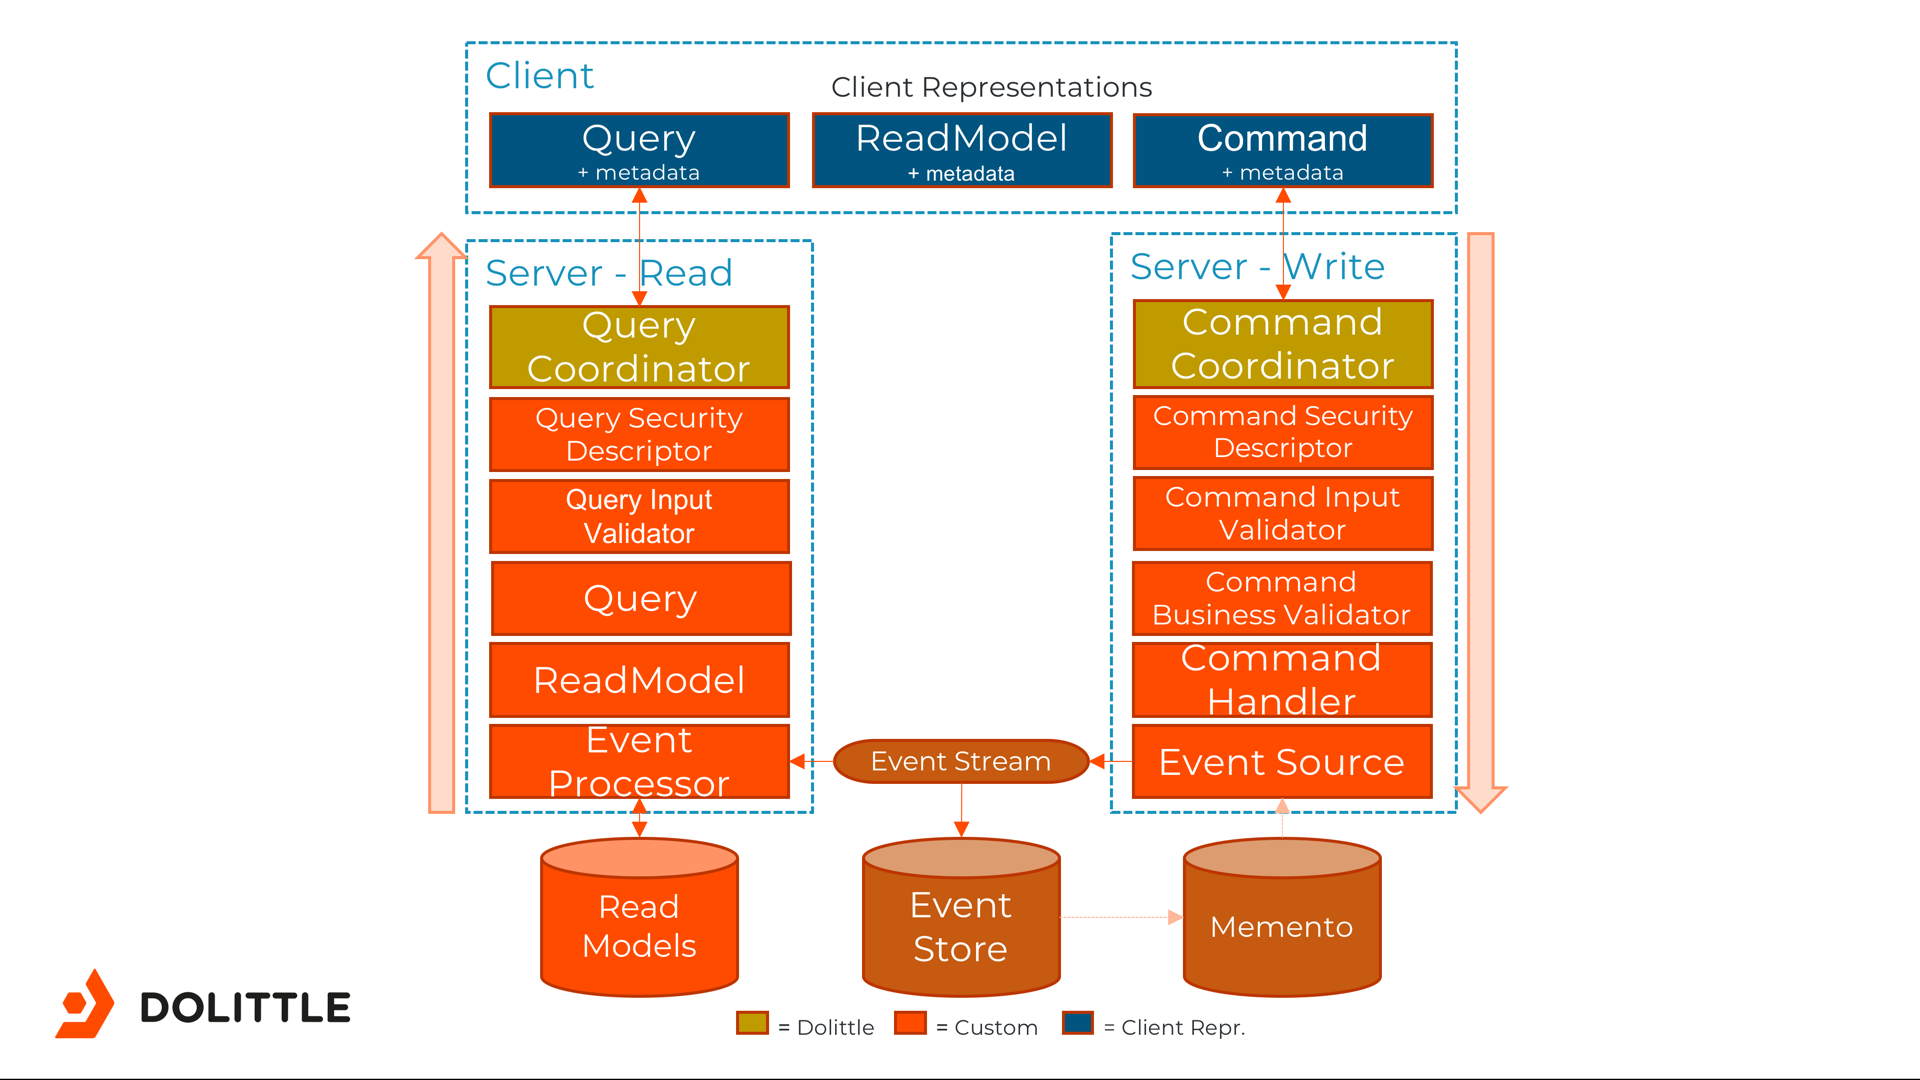 Client
Client Representations
Query
+ metadata
ReadModel
+ metadata
Command
+ metadata
Server - Read
Query
Coordinator
Query Security
Descriptor
Query Input
Validator
Query
ReadModel
Event
Processor
Server - Write
Command
Coordinator
Command Security
Descriptor
Command Input
Validator
Command
Business Validator
Command
Handler
Event Source
Event Stream
Read
Models
Event
Store
Memento
DOLITTLE
= Dolittle
= Custom
= Client Repr.